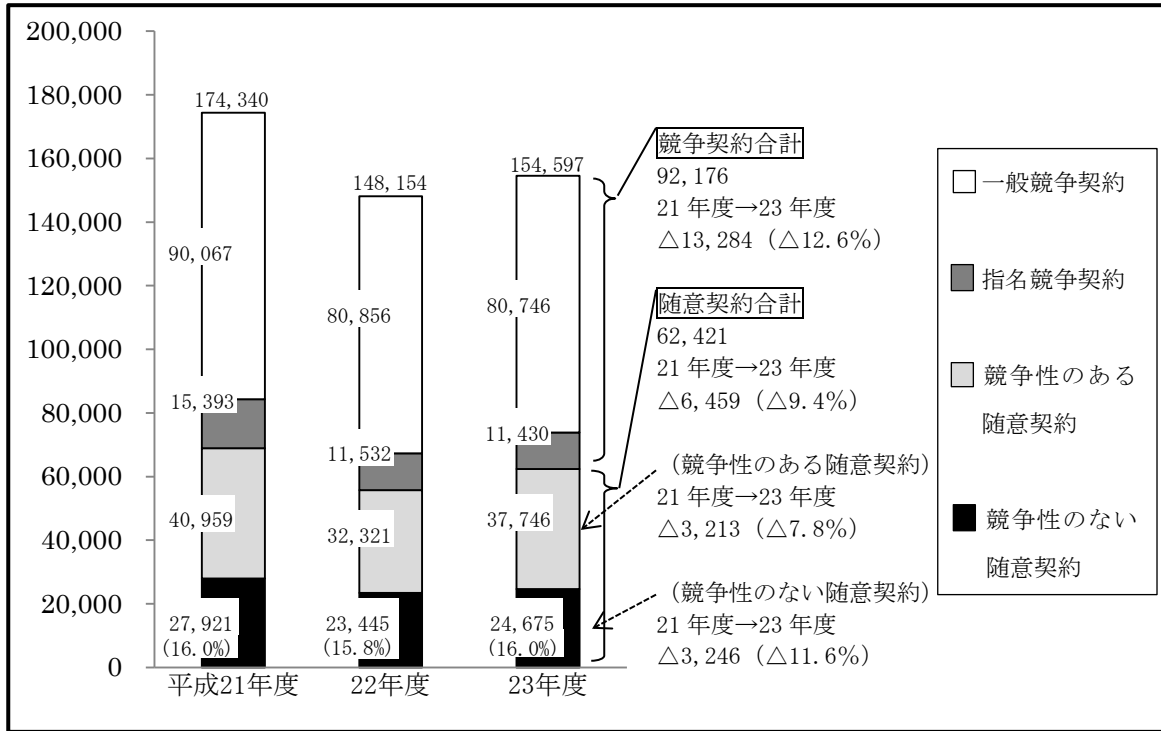 200,000
180,000
160,000
140,000
120,000
100,000
80,000
60,000
40,000
20,000
0
174,340
90,067
15,393
40,959
27,921
(16.0%)
平成21年度
148,154
80,856
11,532
32,321
23,445
(15.8%)
22年度
154,597
80,746
11,430
37,746
24,675
(16.0%)
23年度
競争契約合計
92,176
21年度→23年度
△13,284（△12.6%）
随意契約合計
62,421
21年度→23年度
△6,459（△9.4%）
（競争性のある随意契約）
21年度→23年度
△3,213（△7.8%）
（競争性のない随意契約）
21年度→23年度
△3,246（△11.6%）
一般競争契約
指名競争契約
競争性のある
随意契約
競争性のない
随意契約